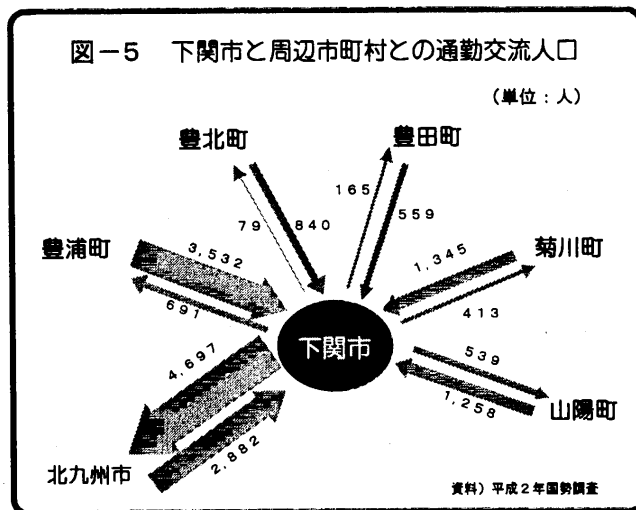 図－5 下関市と周辺市町村との通勤交流人口
(単位：人)
豊北町
豊田町
165
559
79
840
豊浦町
3,532
691
1,345
菊川町
413
下関市
4,697
539
1,258
山陽町
2,882
北九州市
資料）平成2年国勢調査